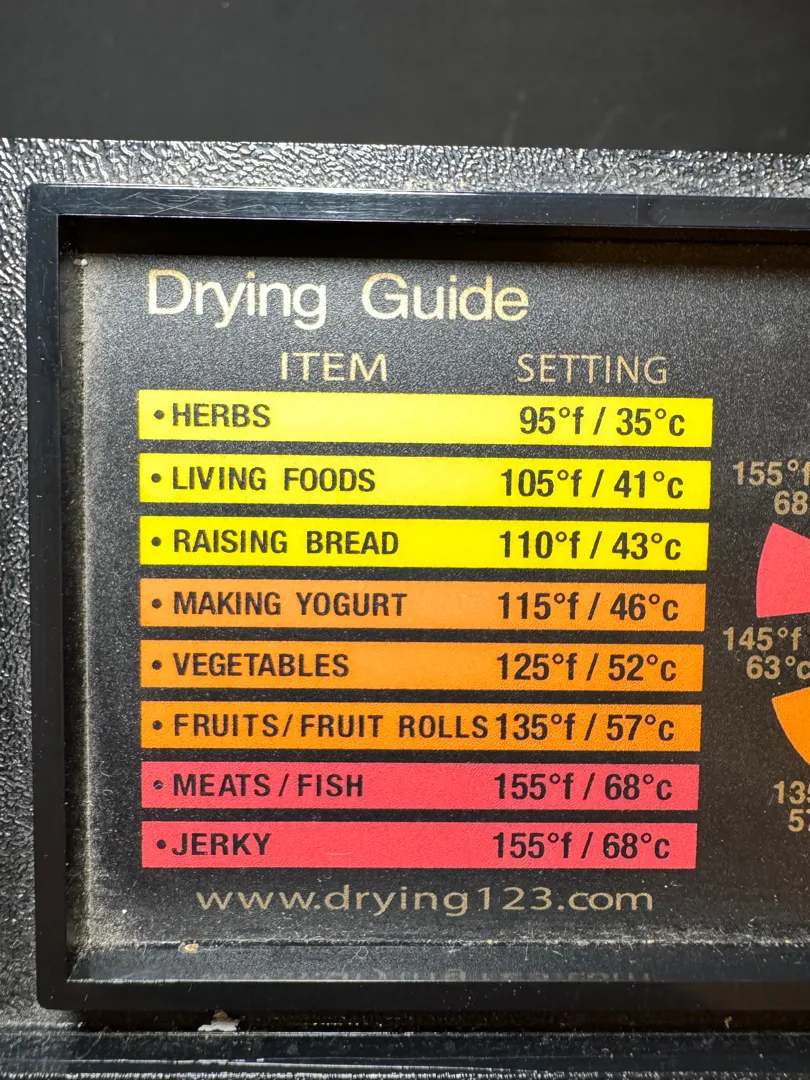 Drying Guide
ITEM SETTING
• HERBS 95°f / 35°c
• LIVING FOODS 105°f / 41°c
• RAISING BREAD 110°f / 43°c
• MAKING YOGURT 115°f / 46°c
• VEGETABLES 125°f / 52°c
• FRUITS/FRUIT ROLLS 135°f / 57°c
• MEATS / FISH 155°f / 68°c
• JERKY 155°f / 68°c
www.drying123.com
155°f
68
145°f
63°c